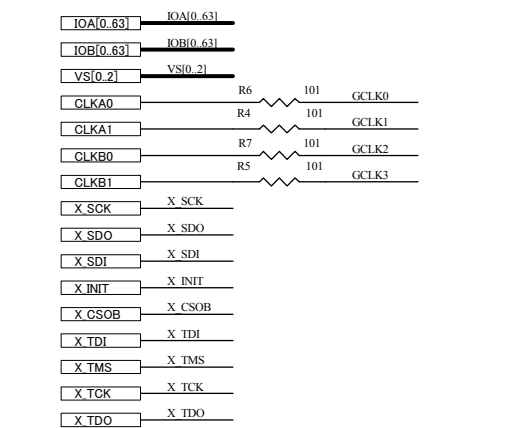 IOA[0..63] IOA[0..63]
IOB[0..63] IOB[0..63]
VS[0..2] VS[0..2]
CLKA0 R6 101 GCLK0
CLKA1 R4 101 GCLK1
CLKB0 R7 101 GCLK2
CLKB1 R5 101 GCLK3
X_SCK X_SCK
X_SDO X_SDO
X_SDI X_SDI
X_INIT X_INIT
X_CSOB X_CSOB
X_TDI X_TDI
X_TMS X_TMS
X_TCK X_TCK
X_TDO X_TDO